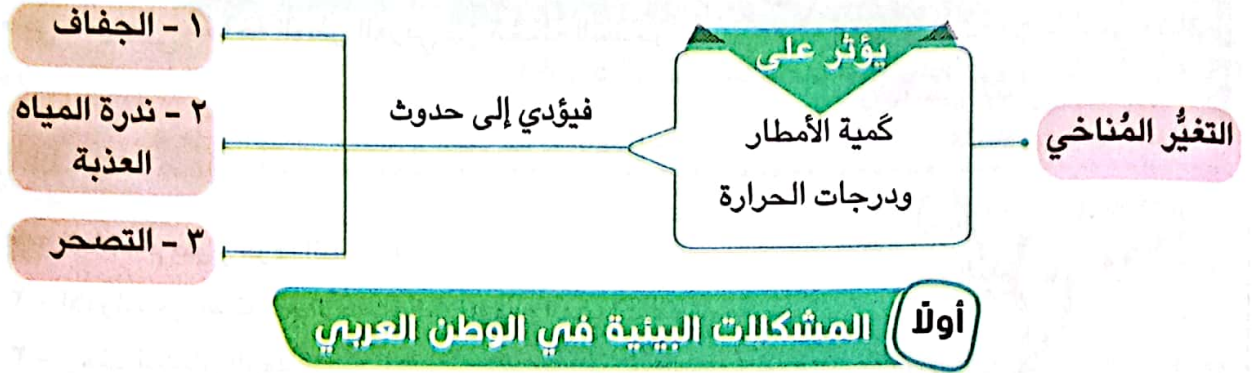 التغيُّر المُناخي
يؤثر على
كَمية الأمطار
ودرجات الحرارة
فيؤدي إلى حدوث
١ - الجفاف
٢ - ندرة المياه
العذبة
٣ - التصحر
أولًا
المشكلات البيئية في الوطن العربي